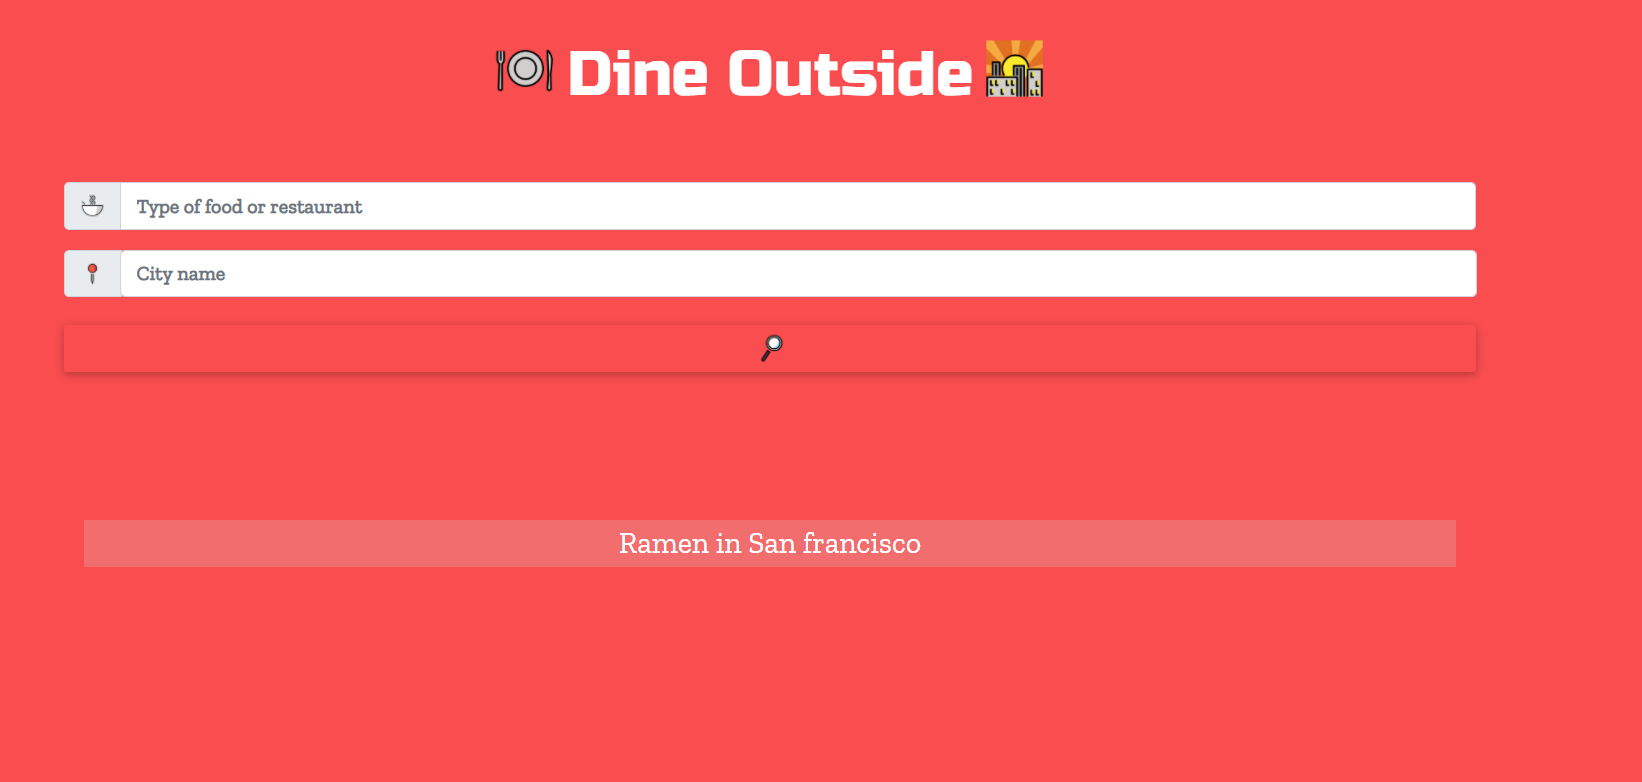 Dine Outside
Type of food or restaurant
City name
Ramen in San francisco